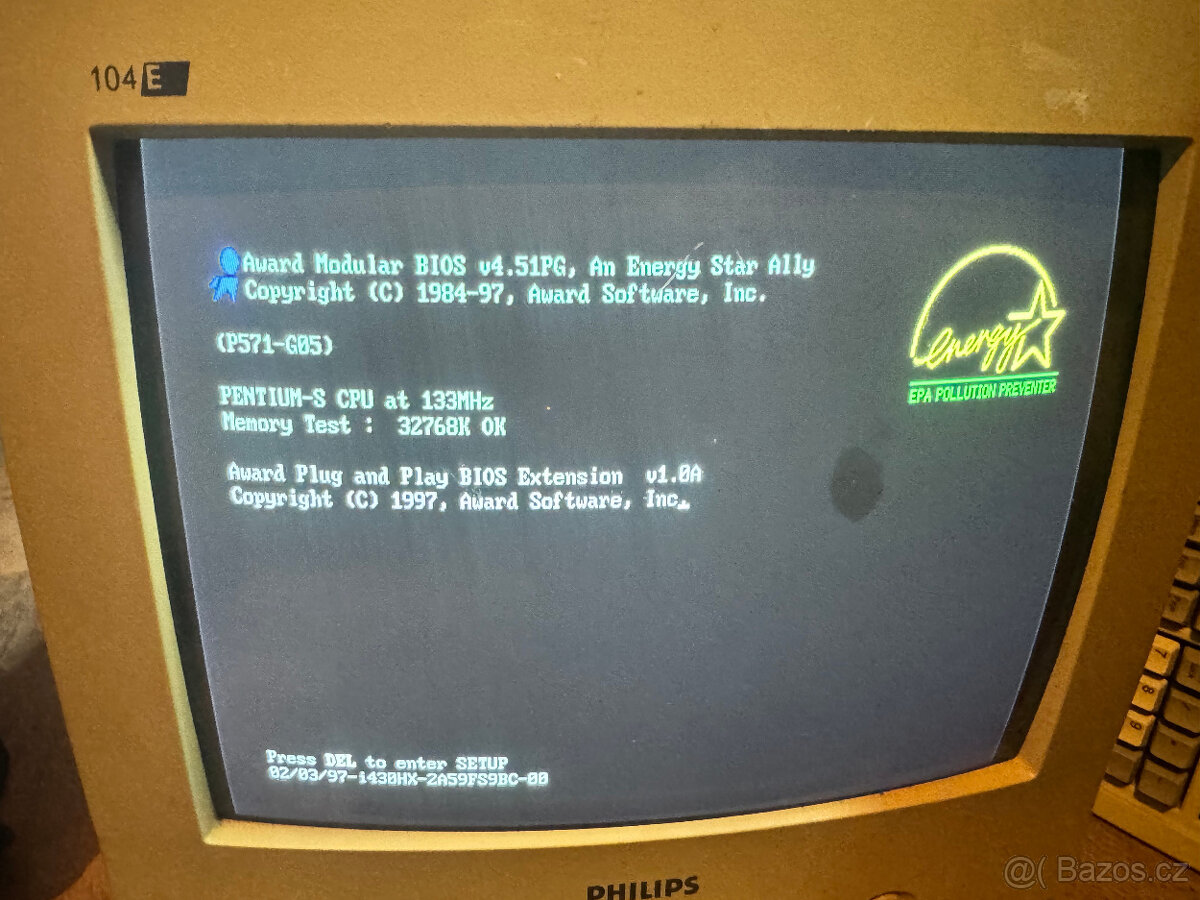 104E
Award Modular BIOS v4.51PG, An Energy Star Ally
Copyright (C) 1984-97, Award Software, Inc.
energy
EPA POLLUTION PREVENTER
(P571-G05)
PENTIUM-S CPU at 133MHz
Memory Test :  32768K OK
Award Plug and Play BIOS Extension  v1.0A
Copyright (C) 1997, Award Software, Inc.
Press DEL to enter SETUP
02/03/97-i430HX-2A59FS9BC-00
PHILIPS
7
8
6
@( Bazos.cz